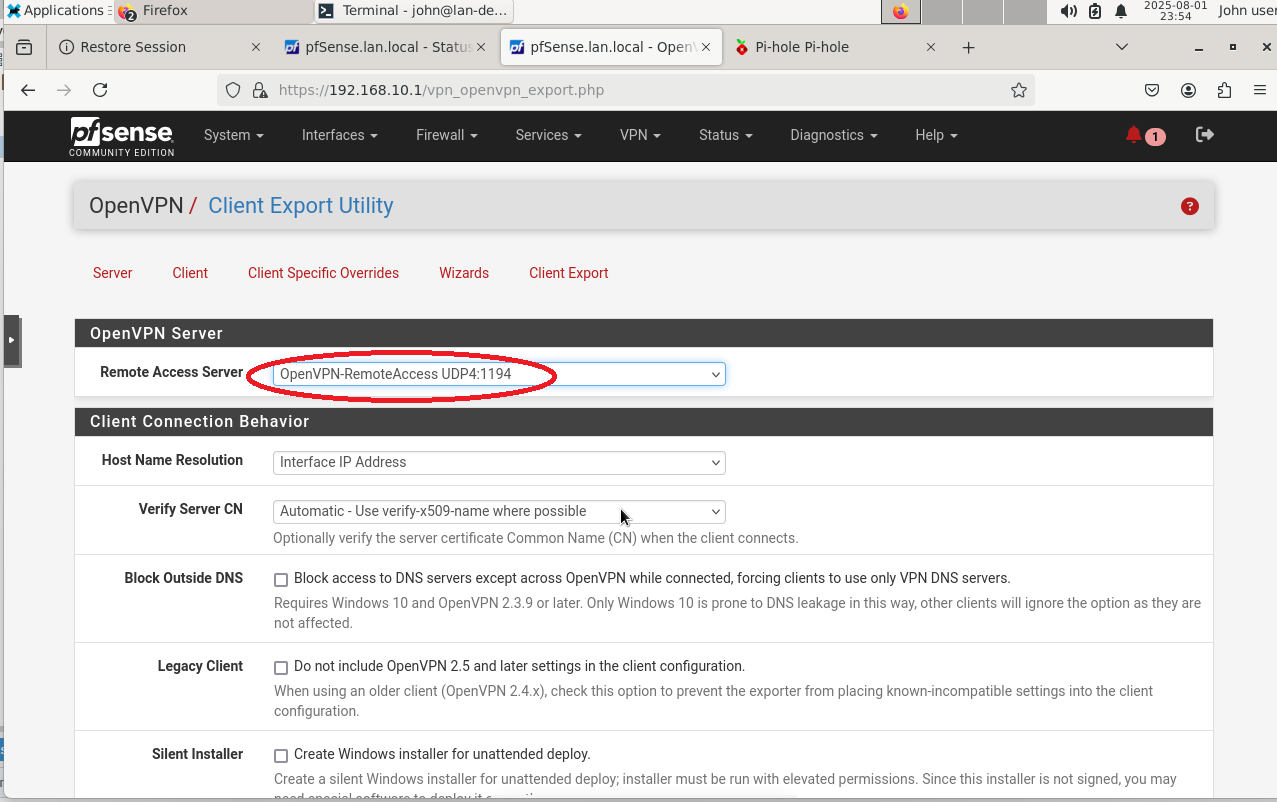 Applications
2 Firefox
Terminal - john@lan-de...
2025-08-01
23:54
John user
Restore Session
pfSense.lan.local - Status
pfSense.lan.local - OpenV
Pi-hole Pi-hole
https://192.168.10.1/vpn_openvpn_export.php
pfsense
COMMUNITY EDITION
System
Interfaces
Firewall
Services
VPN
Status
Diagnostics
Help
1
OpenVPN / Client Export Utility
?
Server
Client
Client Specific Overrides
Wizards
Client Export
OpenVPN Server
Remote Access Server
OpenVPN-RemoteAccess UDP4:1194
Client Connection Behavior
Host Name Resolution
Interface IP Address
Verify Server CN
Automatic - Use verify-x509-name where possible
Optionally verify the server certificate Common Name (CN) when the client connects.
Block Outside DNS
Block access to DNS servers except across OpenVPN while connected, forcing clients to use only VPN DNS servers.
Requires Windows 10 and OpenVPN 2.3.9 or later. Only Windows 10 is prone to DNS leakage in this way, other clients will ignore the option as they are
not affected.
Legacy Client
Do not include OpenVPN 2.5 and later settings in the client configuration.
When using an older client (OpenVPN 2.4.x), check this option to prevent the exporter from placing known-incompatible settings into the client
configuration.
Silent Installer
Create Windows installer for unattended deploy.
Create a silent Windows installer for unattended deploy; installer must be run with elevated permissions. Since this installer is not signed, you may
need special software to deploy it